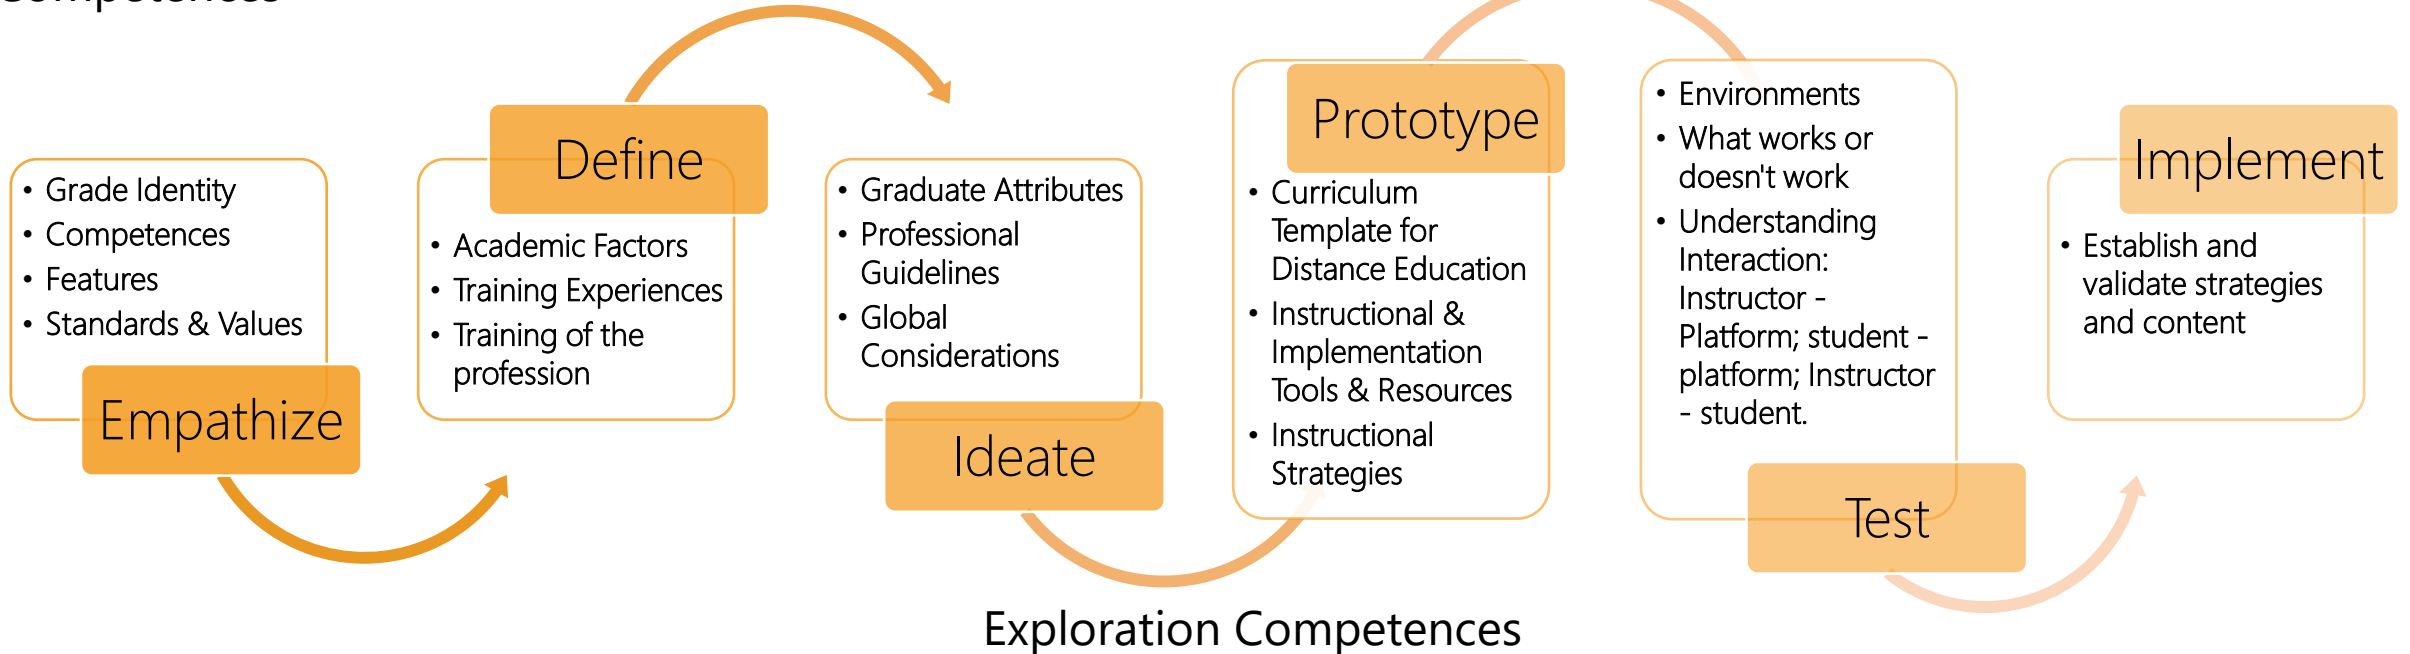 Competences
• Grade Identity
• Competences
• Features
• Standards & Values
Empathize
Define
• Academic Factors
• Training Experiences
• Training of the
profession
• Graduate Attributes
• Professional
Guidelines
• Global
Considerations
Ideate
Prototype
• Curriculum
Template for
Distance Education
• Instructional &
Implementation
Tools & Resources
• Instructional
Strategies
• Environments
• What works or
doesn't work
• Understanding
Interaction:
Instructor -
Platform; student -
platform; Instructor
- student.
Test
Implement
• Establish and
validate strategies
and content
Exploration Competences